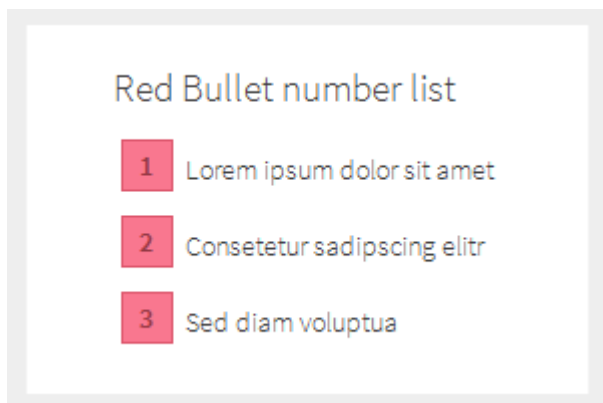 Red Bullet number list
1 Lorem ipsum dolor sit amet
2 Consetetur sadipscing elitr
3 Sed diam voluptua